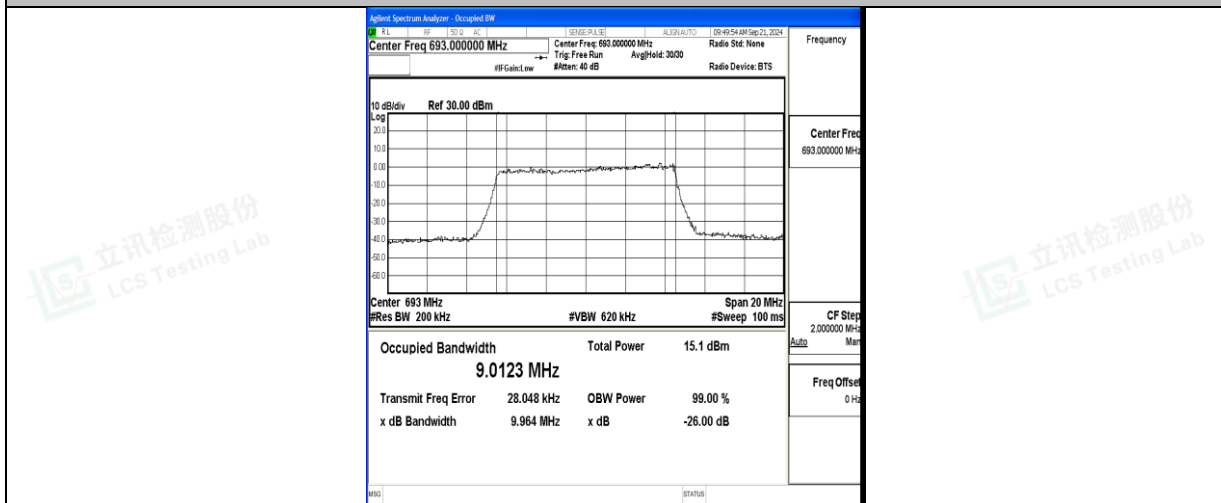 Agilent Spectrum Analyzer - Occupied BW
RL RF 50 Ω AC SENSE:PULSE ALIGN AUTO 09:49:54 AM Sep 21, 2024
Center Freq 693.000000 MHz
Center Freq: 693.000000 MHz
Radio Std: None
Trig: Free Run Avg|Hold: 30/30
#IFGain:Low
#Atten: 40 dB
Radio Device: BTS
Frequency
10 dB/div Ref 30.00 dBm
Log
20.0
10.0
0.00
-10.0
-20.0
-30.0
-40.0
-50.0
-60.0
Center 693 MHz Span 20 MHz
#Res BW 200 kHz #VBW 620 kHz #Sweep 100 ms
Center Freq
693.000000 MHz
CF Step
2.000000 MHz
Auto Man
Freq Offset
0 Hz
Occupied Bandwidth Total Power 15.1 dBm
9.0123 MHz
Transmit Freq Error 28.048 kHz OBW Power 99.00 %
x dB Bandwidth 9.964 MHz x dB -26.00 dB
MSG STATUS
立讯检测股份
LCS Testing Lab
立讯检测股份
LCS Testing Lab